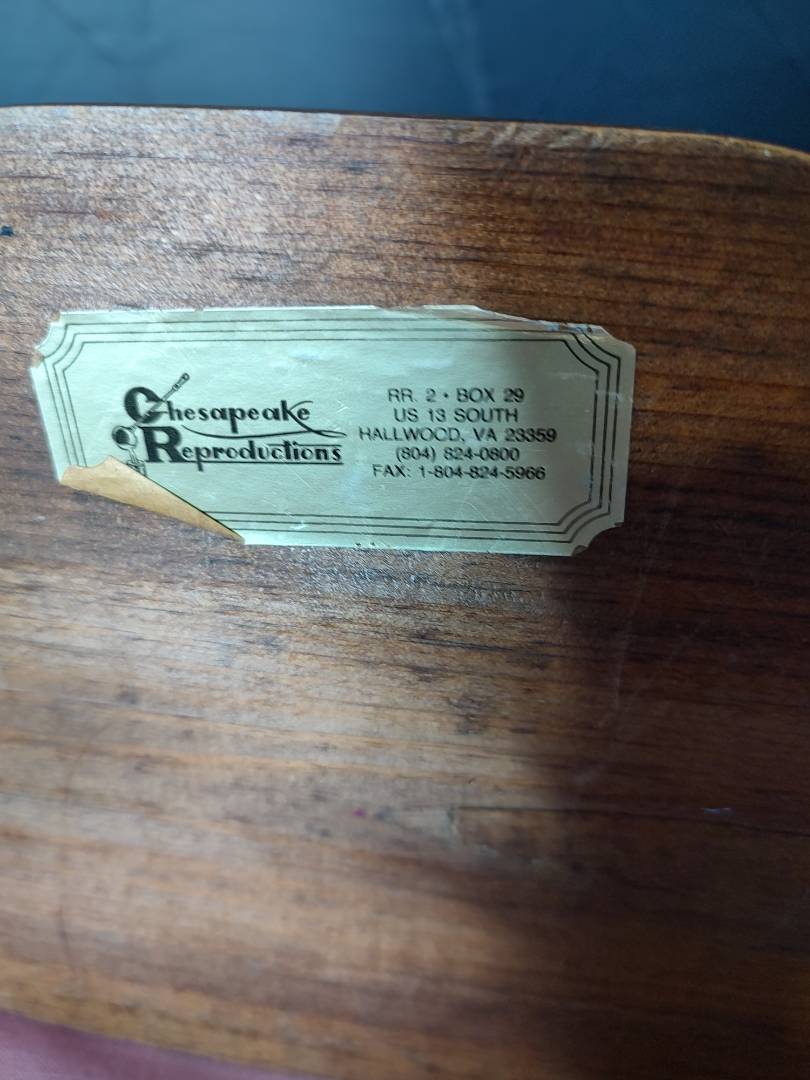 Chesapeake
Reproductions
RR. 2 • BOX 29
US 13 SOUTH
HALLWOOD, VA 23359
(804) 824-0800
FAX: 1-804-824-5966